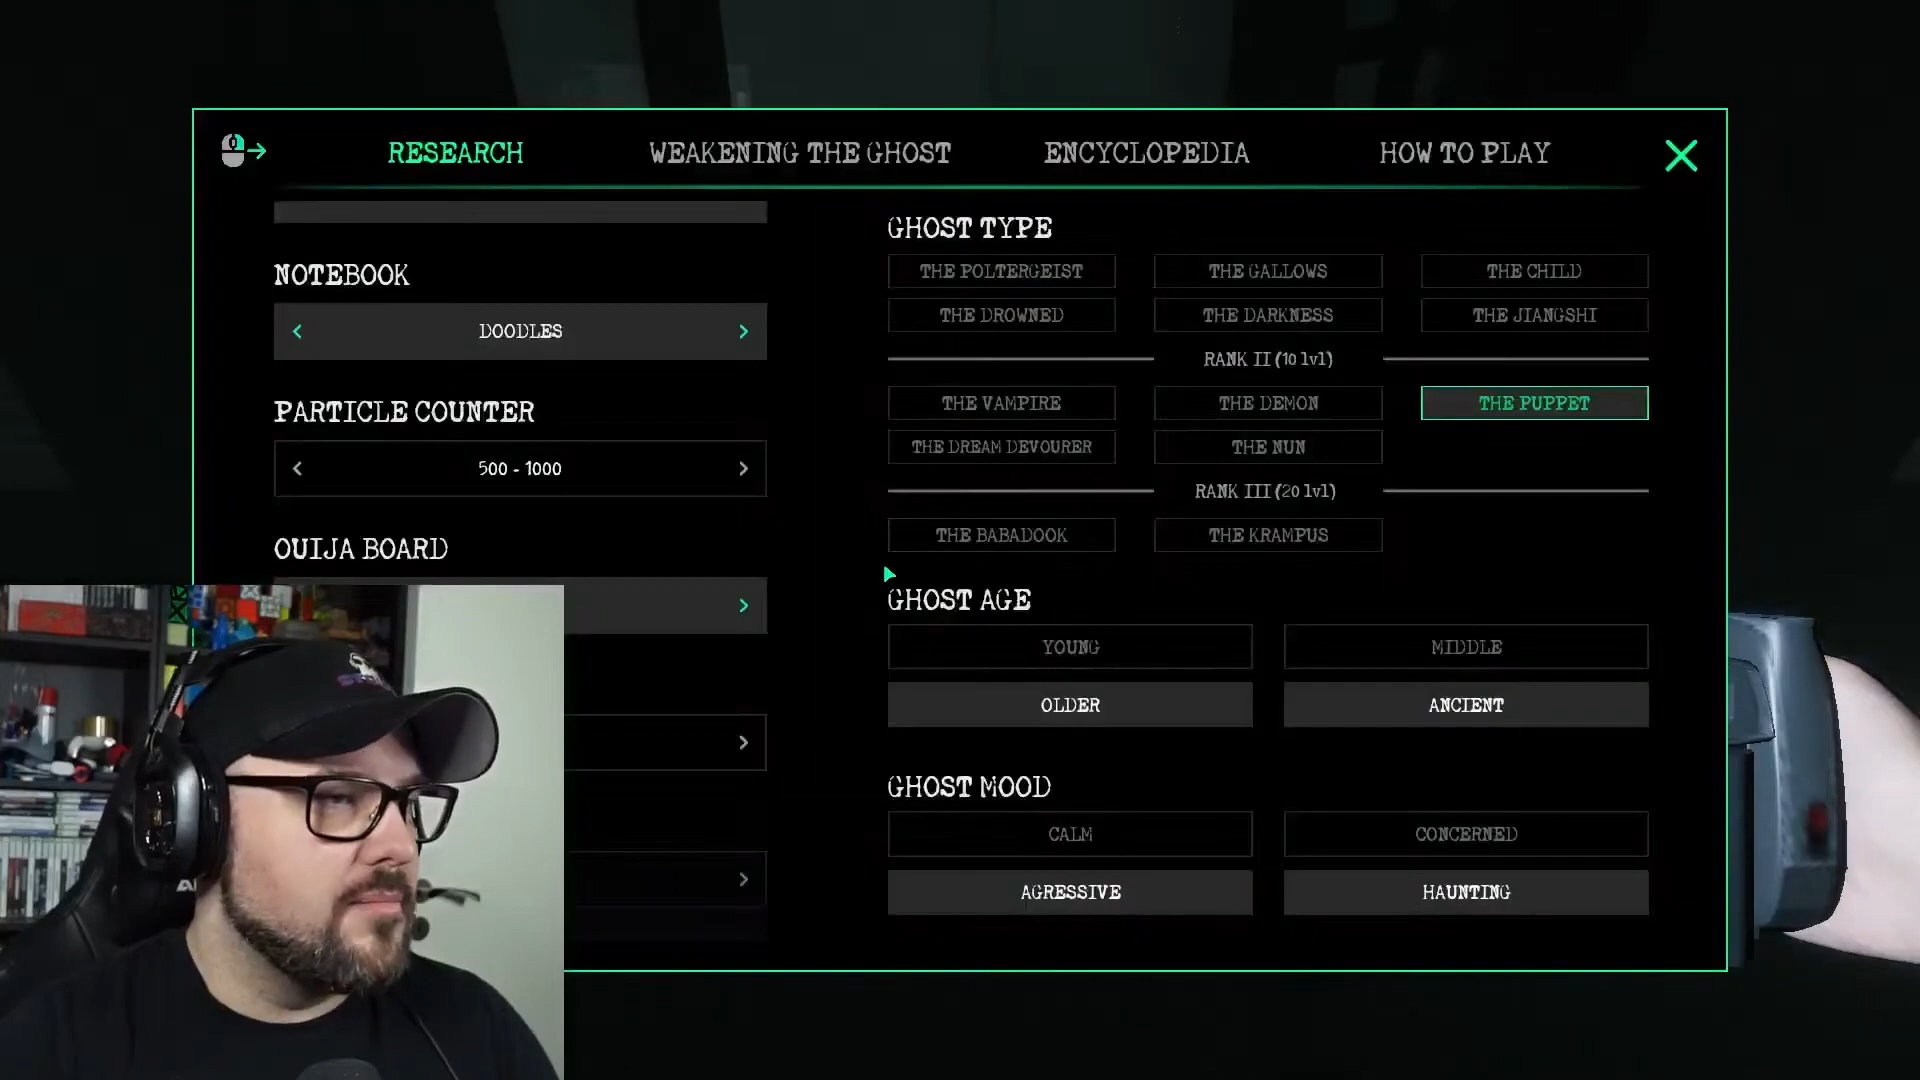 RESEARCH
WEAKENING THE GHOST
ENCYCLOPEDIA
HOW TO PLAY
NOTEBOOK
DOODLES
PARTICLE COUNTER
500 - 1000
OUIJA BOARD
GHOST TYPE
THE POLTERGEIST
THE GALLOWS
THE CHILD
THE DROWNED
THE DARKNESS
THE JIANGSHI
RANK II (10 lvl)
THE VAMPIRE
THE DEMON
THE PUPPET
THE DREAM DEVOURER
THE NUN
RANK III (20 lvl)
THE BABADOOK
THE KRAMPUS
GHOST AGE
YOUNG
MIDDLE
OLDER
ANCIENT
GHOST MOOD
CALM
CONCERNED
AGRESSIVE
HAUNTING